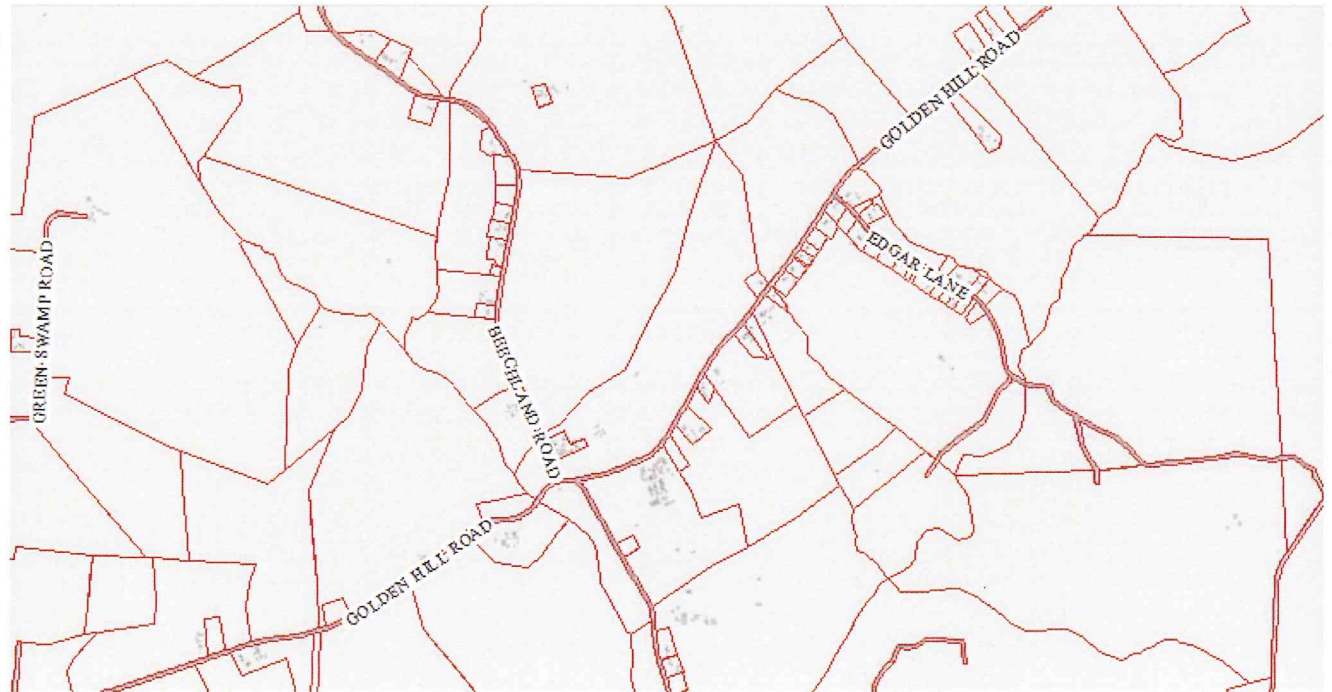 GOLDEN HILL ROAD
EDGAR LANE
GREEN SWAMP ROAD
BEECHLAND ROAD
GOLDEN HILL ROAD